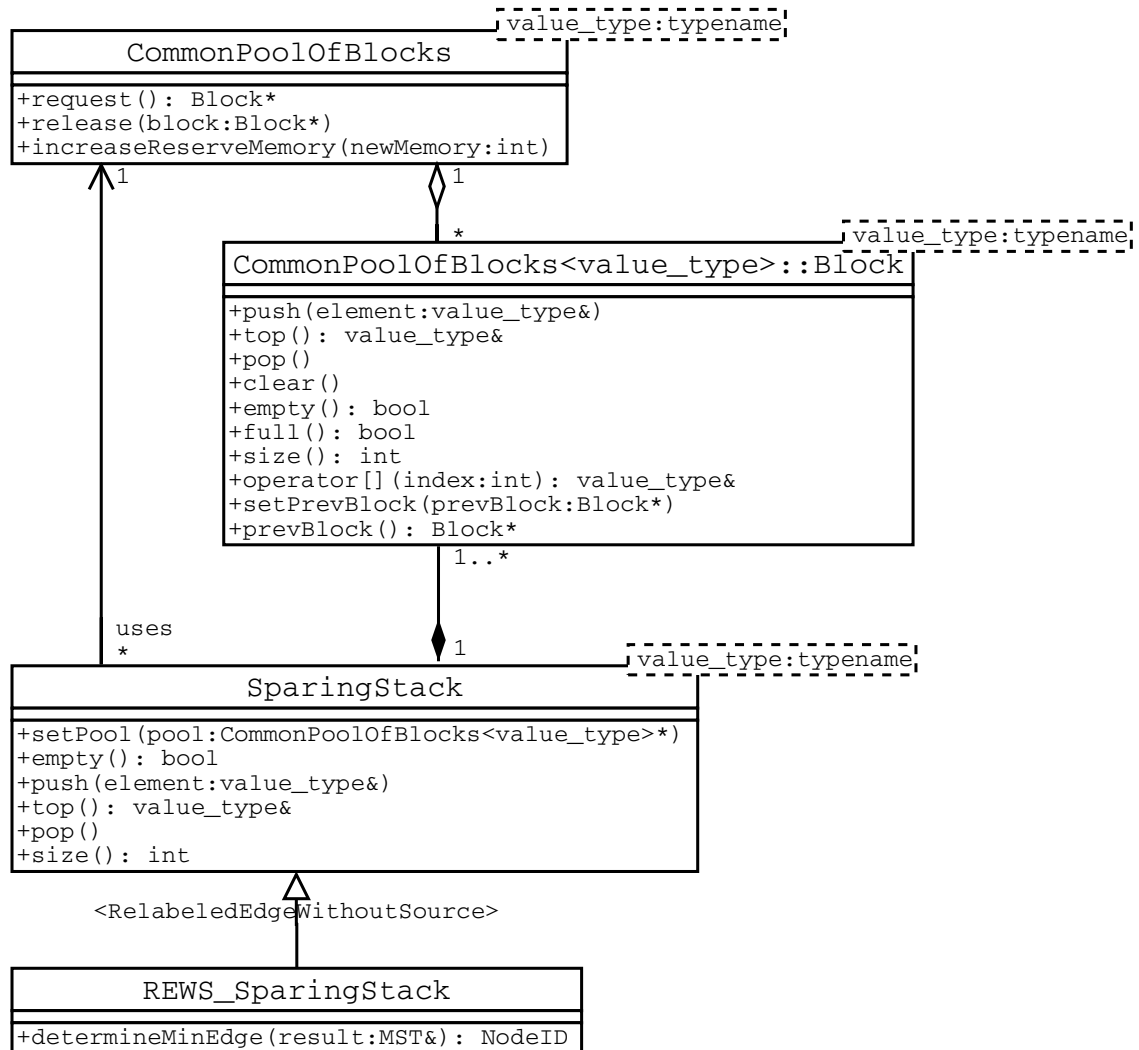 value_type:typename
CommonPoolOfBlocks
+request(): Block*
+release(block:Block*)
+increaseReserveMemory(newMemory:int)
1
1
*
value_type:typename
CommonPoolOfBlocks<value_type>::Block
+push(element:value_type&)
+top(): value_type&
+pop()
+clear()
+empty(): bool
+full(): bool
+size(): int
+operator[](index:int): value_type&
+setPrevBlock(prevBlock:Block*)
+prevBlock(): Block*
1..*
uses
*
1
value_type:typename
SparingStack
+setPool(pool:CommonPoolOfBlocks<value_type>*)
+empty(): bool
+push(element:value_type&)
+top(): value_type&
+pop()
+size(): int
<RelabeledEdgeWithoutSource>
REWS_SparingStack
+determineMinEdge(result:MST&): NodeID